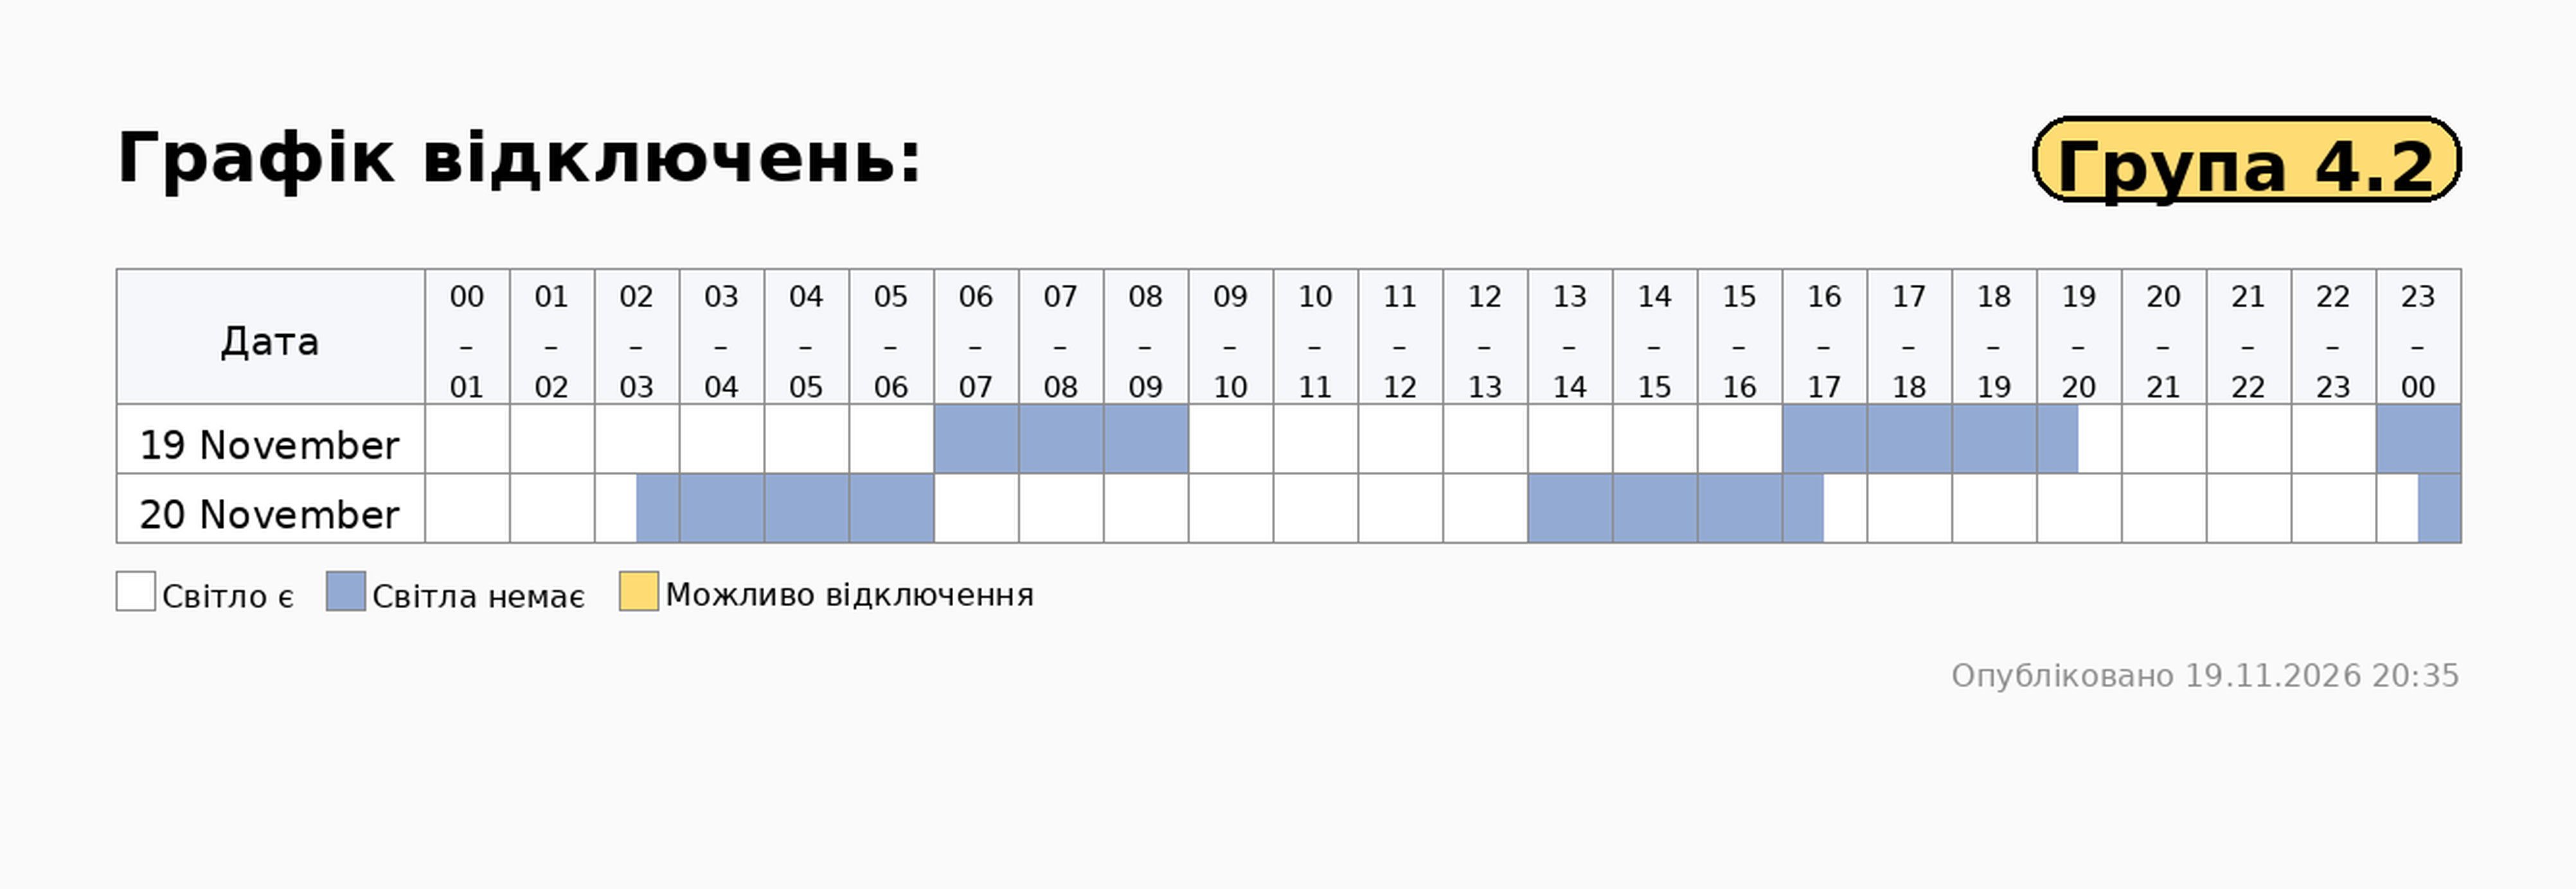 Графік відключень:
Група 4.2
Дата
00 – 01
01 – 02
02 – 03
03 – 04
04 – 05
05 – 06
06 – 07
07 – 08
08 – 09
09 – 10
10 – 11
11 – 12
12 – 13
13 – 14
14 – 15
15 – 16
16 – 17
17 – 18
18 – 19
19 – 20
20 – 21
21 – 22
22 – 23
23 – 00
19 November
20 November
Світло є
Світла немає
Можливо відключення
Опубліковано 19.11.2026 20:35